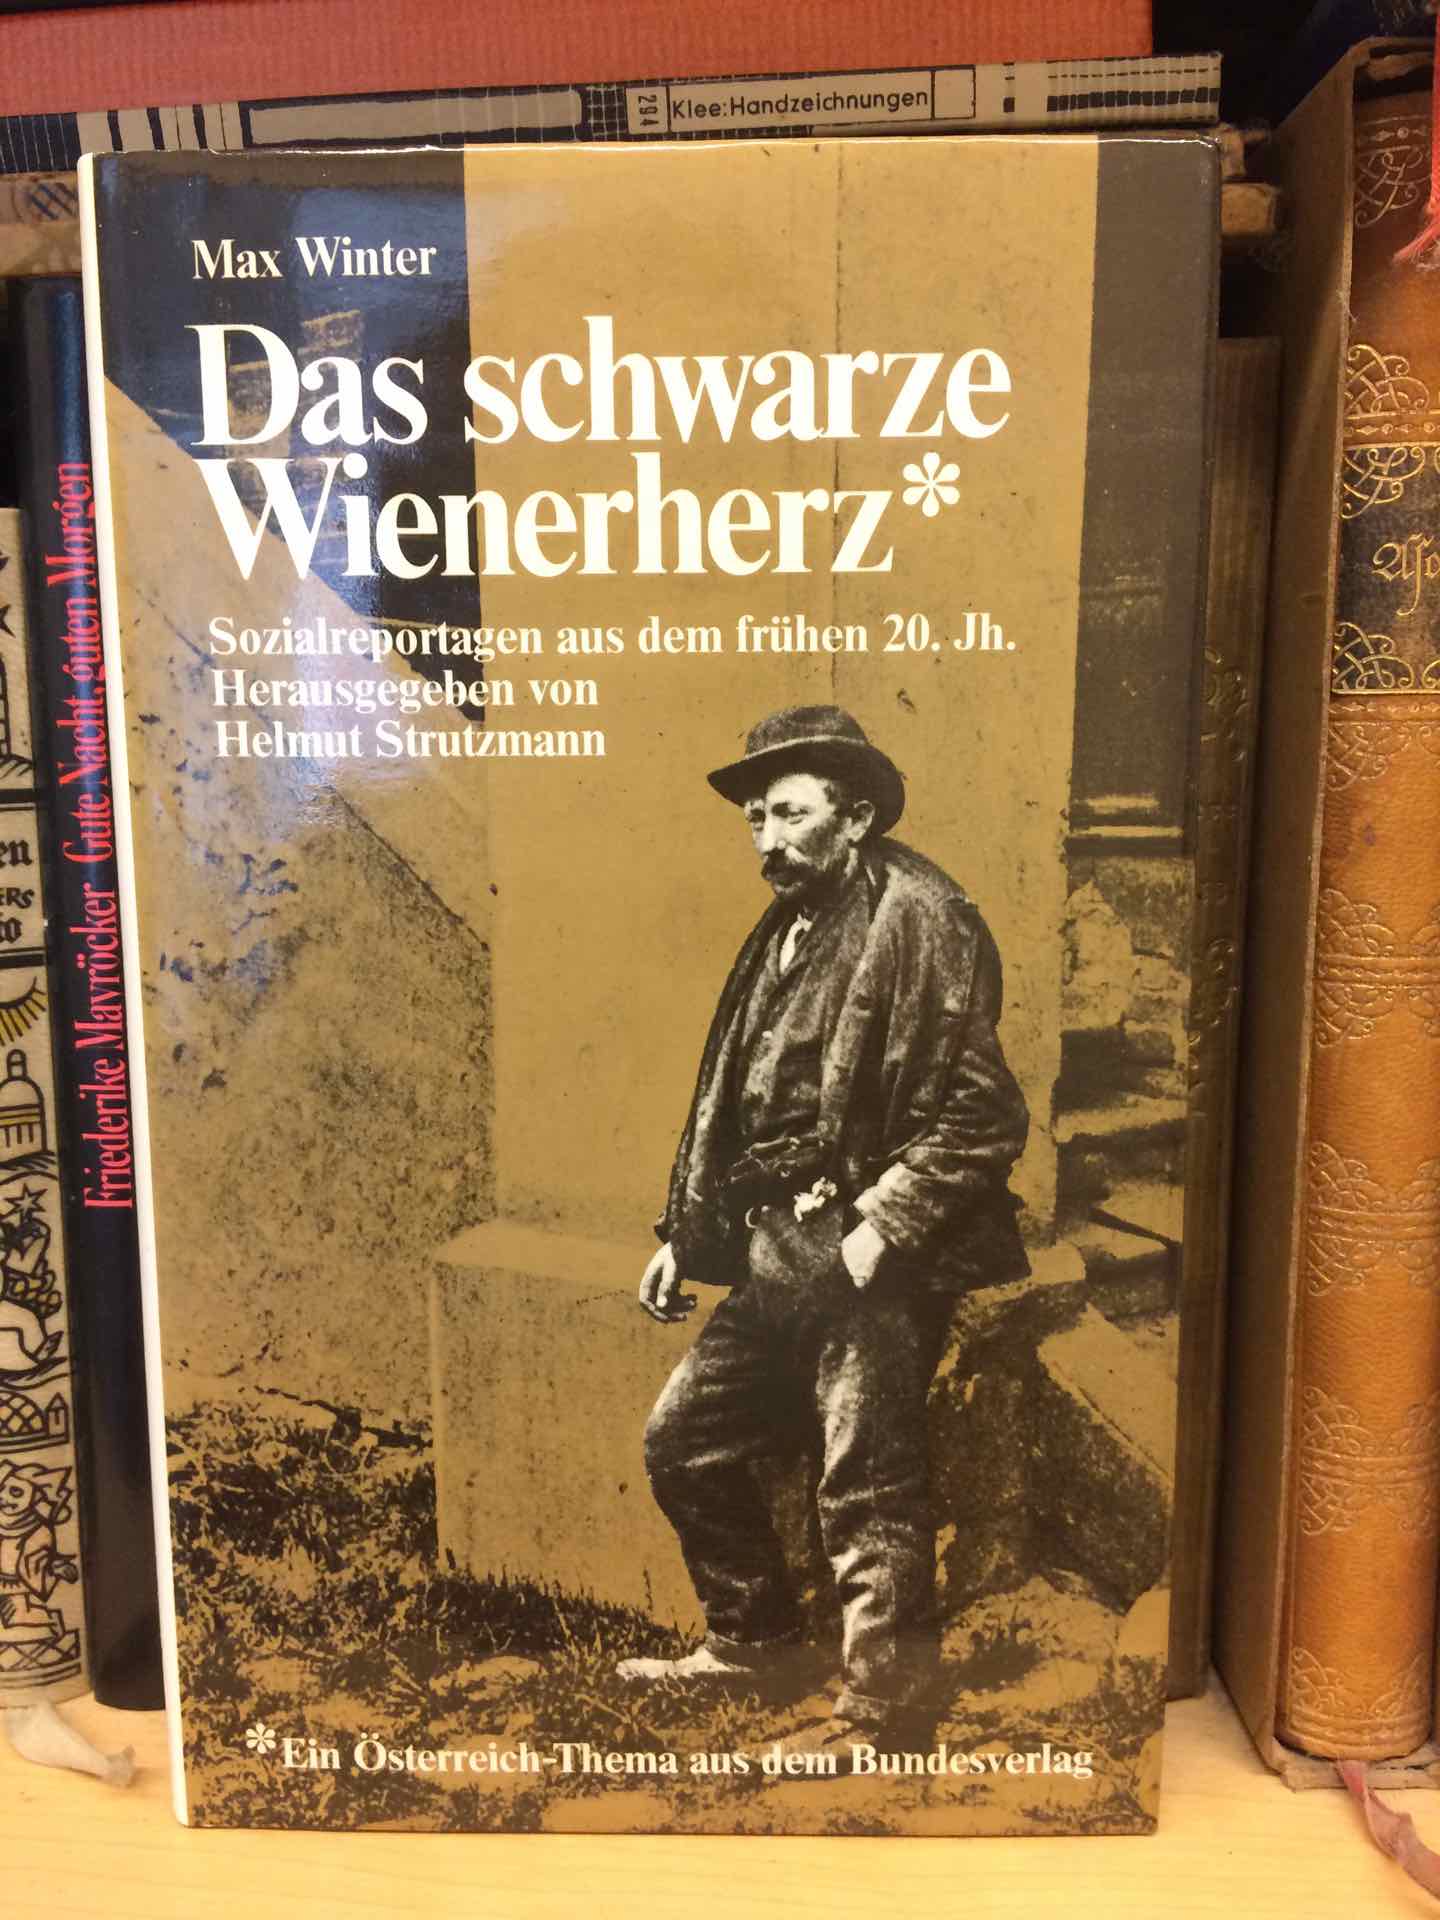 294
Klee:Handzeichnungen
Max Winter
Das schwarze
Wienerherz*
Sozialreportagen aus dem frühen 20. Jh.
Herausgegeben von
Helmut Strutzmann
*Ein Österreich-Thema aus dem Bundesverlag
Friederike Mayröcker Gute Nacht, guten Morgen